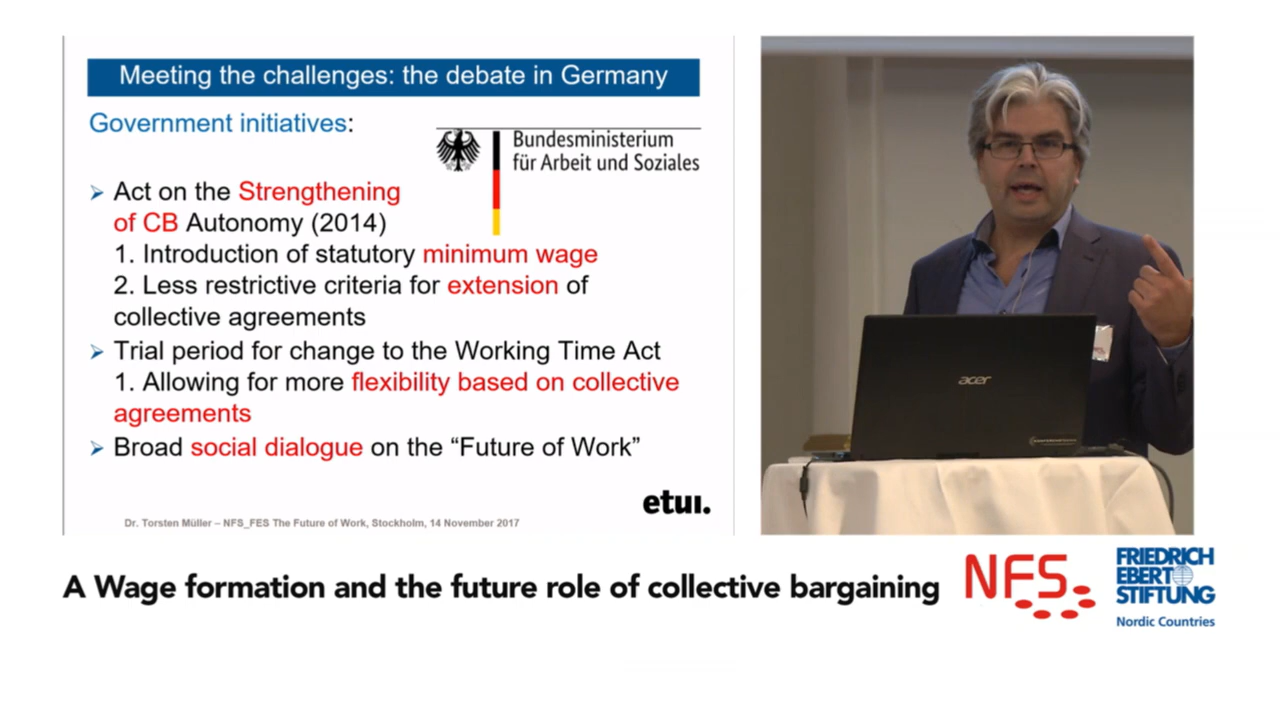 Meeting the challenges: the debate in Germany
Government initiatives:
Bundesministerium
für Arbeit und Soziales
➢ Act on the Strengthening
of CB Autonomy (2014)
1. Introduction of statutory minimum wage
2. Less restrictive criteria for extension of
collective agreements
➢ Trial period for change to the Working Time Act
1. Allowing for more flexibility based on collective
agreements
➢ Broad social dialogue on the “Future of Work”
etui.
Dr. Torsten Müller – NFS_FES The Future of Work, Stockholm, 14 November 2017
acer
A Wage formation and the future role of collective bargaining
NFS
FRIEDRICH
EBERT
STIFTUNG
Nordic Countries